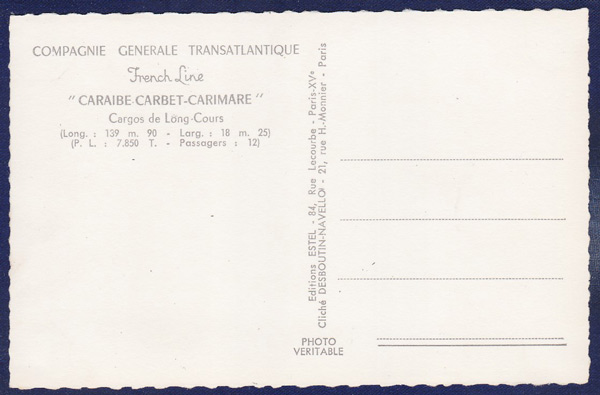 COMPAGNIE GENERALE TRANSATLANTIQUE
French Line
"CARAIBE-CARBET-CARIMARE"
Cargos de Long-Cours
(Long. : 139 m. 90 - Larg. : 18 m. 25)
(P. L. : 7.850 T. - Passagers : 12)
Editions ESTEL - 84, Rue Lecourbe - Paris-XVe
Cliché DESBOUTIN-NAVELLOI - 21, rue H.-Monnier - Paris
PHOTO
VERITABLE